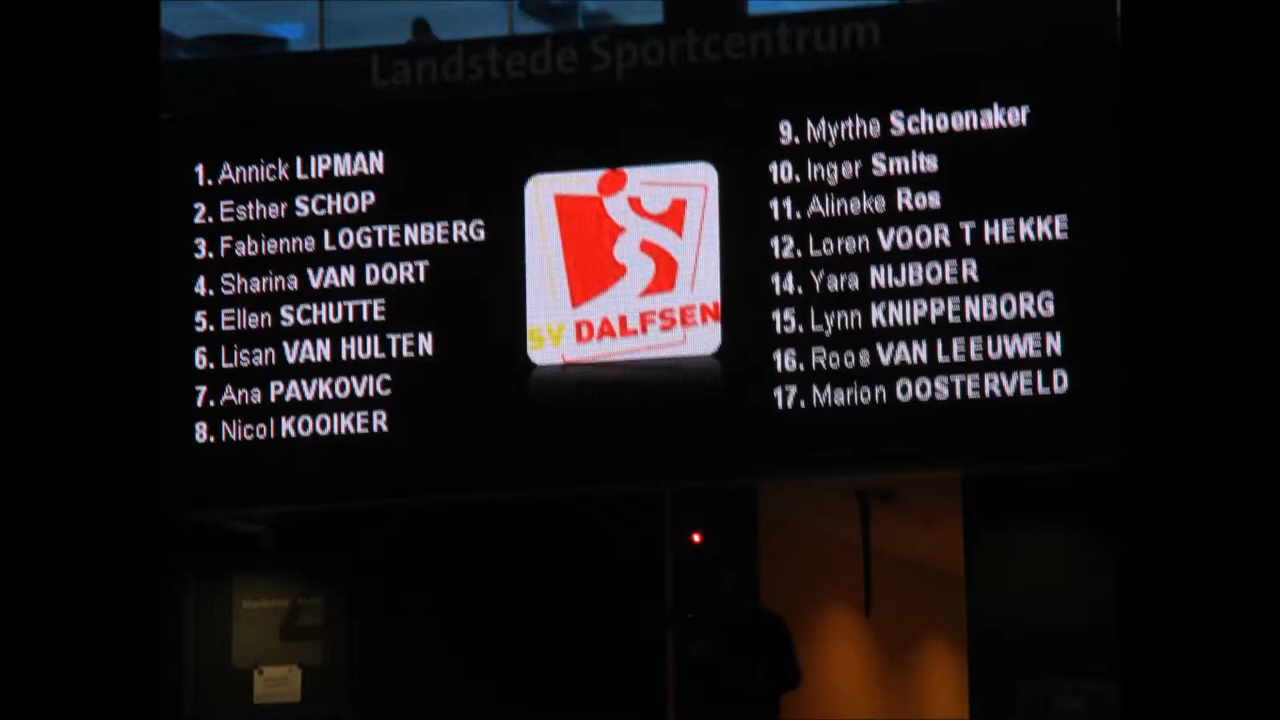 Landstede Sportcentrum
1. Annick LIPMAN
2. Esther SCHOP
3. Fabienne LOGTENBERG
4. Sharina VAN DORT
5. Ellen SCHUTTE
6. Lisan VAN HULTEN
7. Ana PAVKOVIC
8. Nicol KOOIKER
SV DALFSEN
9. Myrthe Schoenaker
10. Inger Smits
11. Alineke Ros
12. Loren VOOR T HEKKE
14. Yara NIJBOER
15. Lynn KNIPPENBORG
16. Roos VAN LEEUWEN
17. Marion OOSTERVELD
2